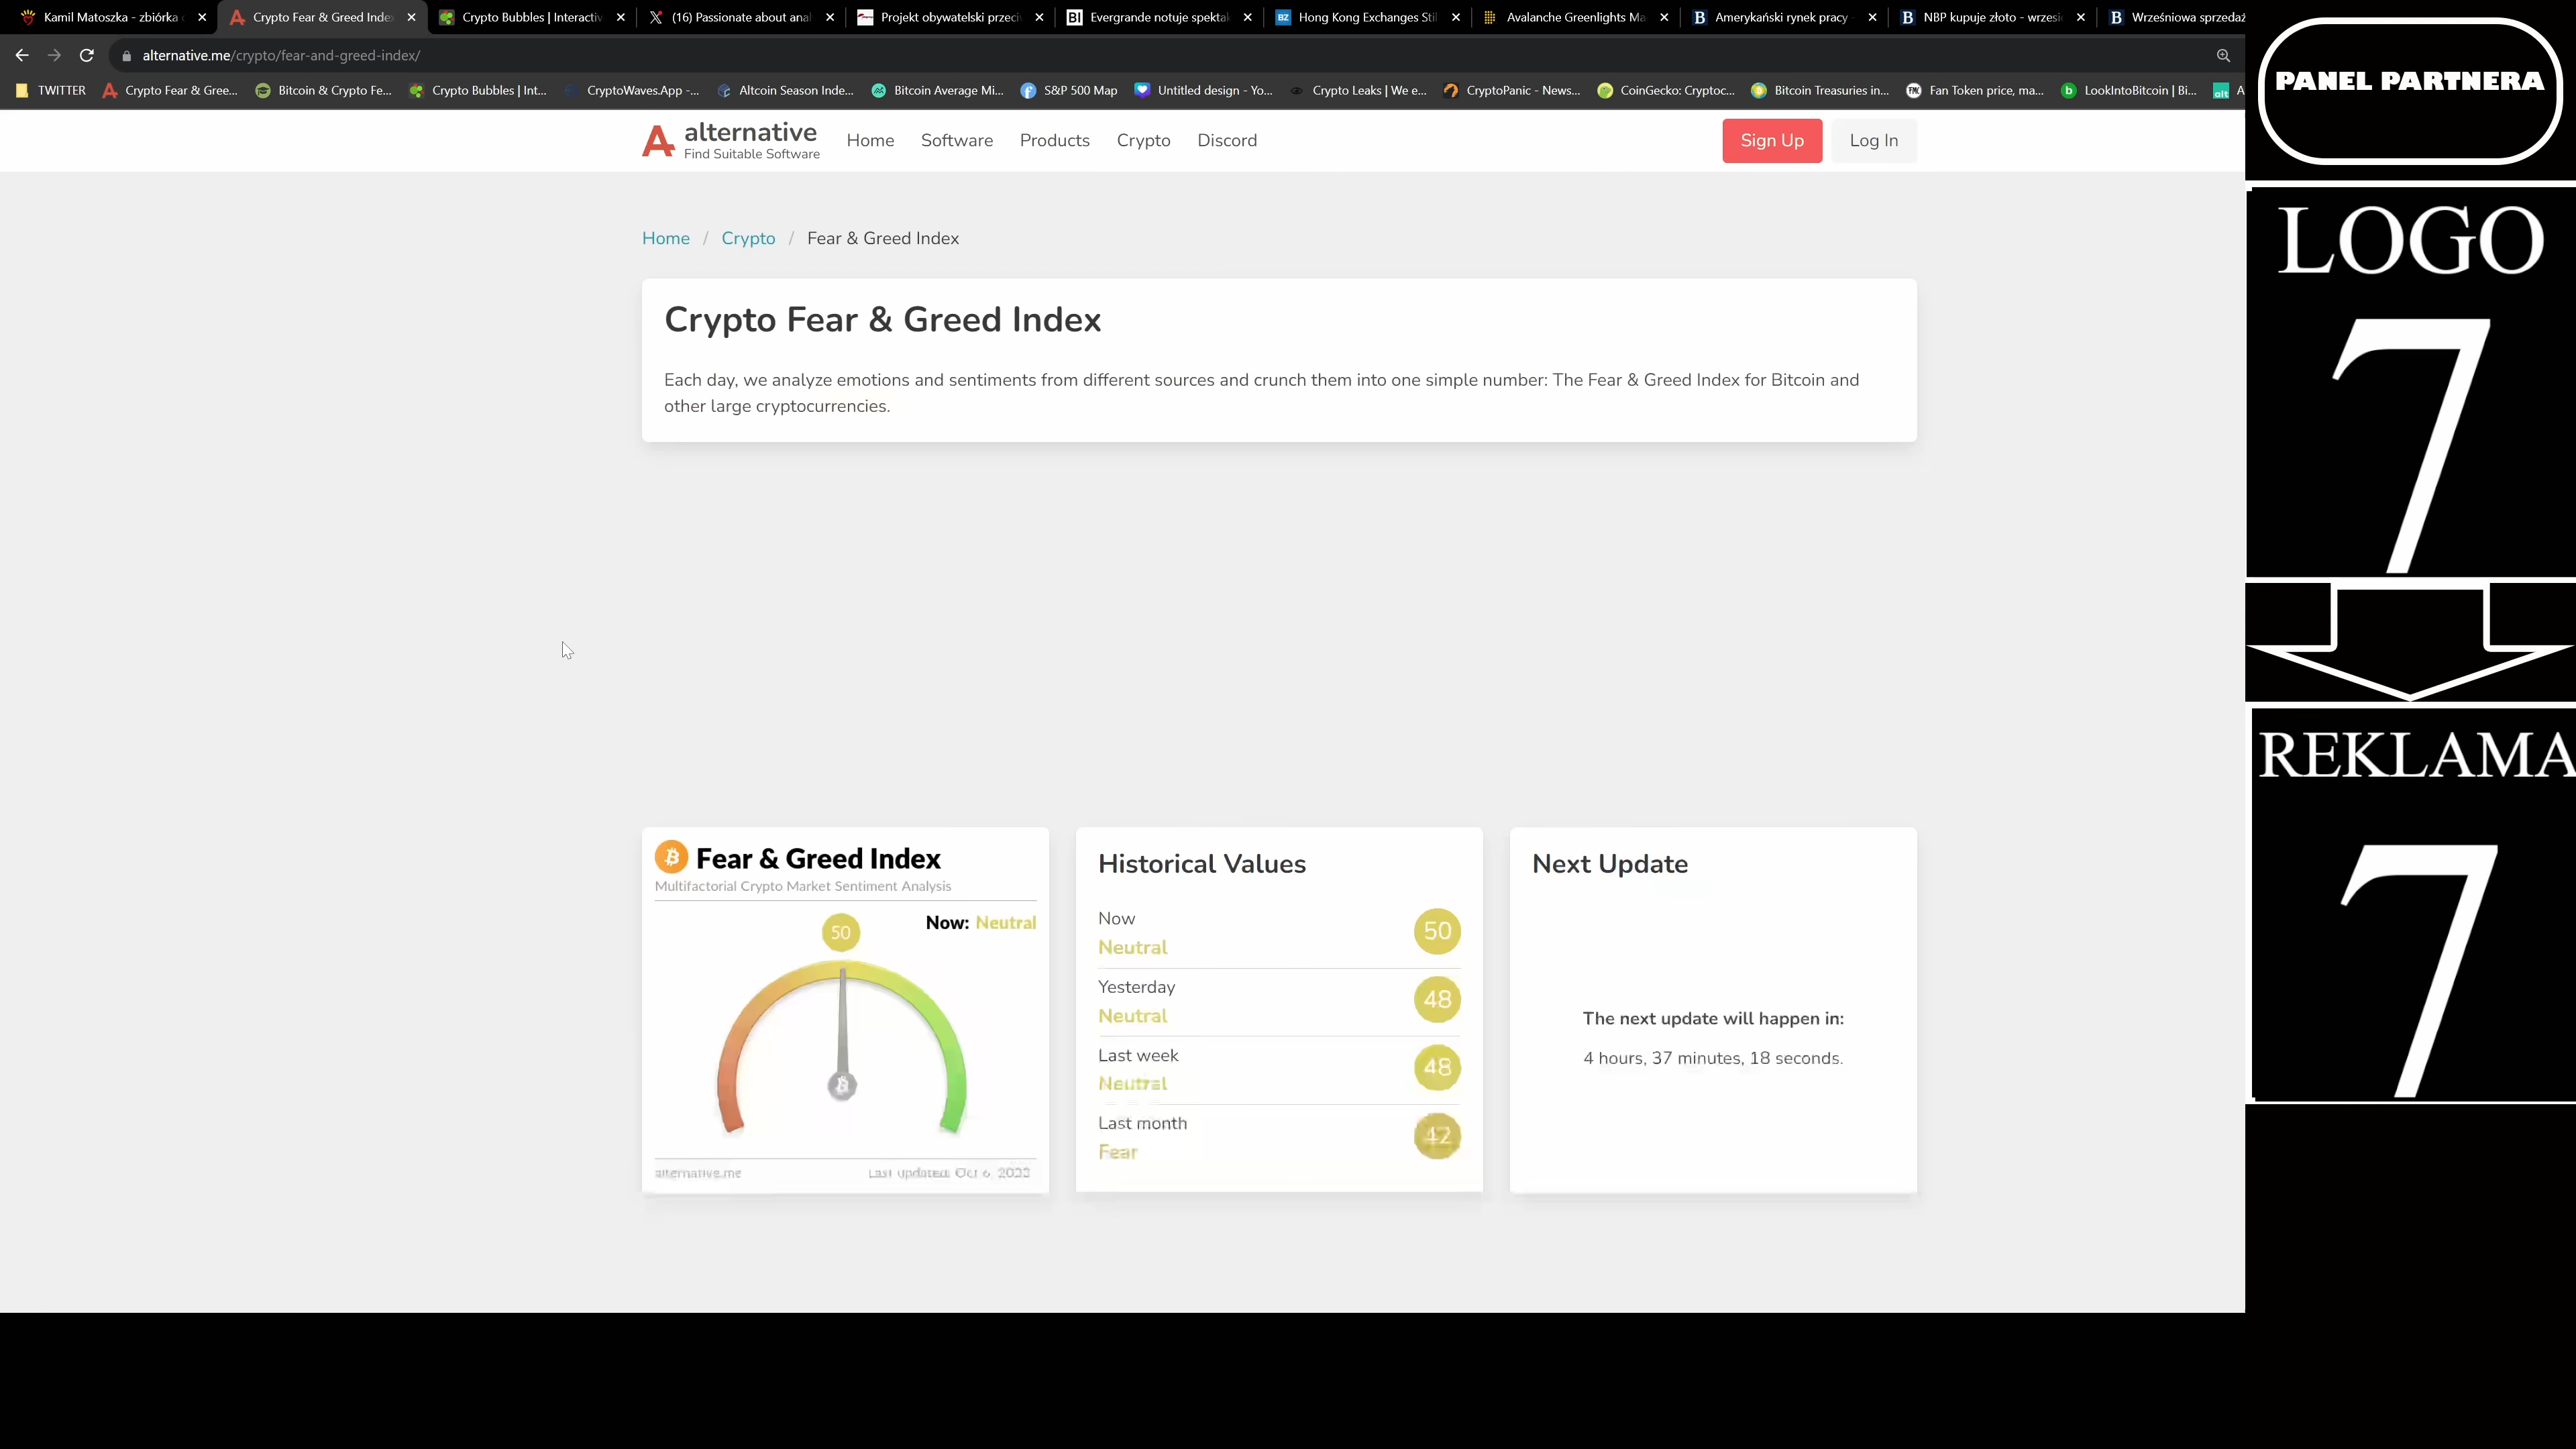 Kamil Matoszka - zbiórka
Crypto Fear & Greed Inde
Crypto Bubbles | Interactiv
(16) Passionate about anal
Projekt obywatelski przeci
Evergrande notuje spektak
Hong Kong Exchanges Stil
Avalanche Greenlights Ma
Amerykański rynek pracy
NBP kupuje złoto - wrzesi
Wrześniowa sprzedaż
alternative.me/crypto/fear-and-greed-index/
TWITTER
Crypto Fear & Gree...
Bitcoin & Crypto Fe...
Crypto Bubbles | Int...
CryptoWaves.App -...
Altcoin Season Inde...
Bitcoin Average Mi...
S&P 500 Map
Untitled design - Yo...
Crypto Leaks | We e...
CryptoPanic - News...
CoinGecko: Cryptoc...
Bitcoin Treasuries in...
Fan Token price, ma...
LookIntoBitcoin | Bi...
alt
A
alternative
Find Suitable Software
Home
Software
Products
Crypto
Discord
Sign Up
Log In
Home / Crypto / Fear & Greed Index
Crypto Fear & Greed Index
Each day, we analyze emotions and sentiments from different sources and crunch them into one simple number: The Fear & Greed Index for Bitcoin and
other large cryptocurrencies.
Fear & Greed Index
Multifactorial Crypto Market Sentiment Analysis
Now: Neutral
50
alternative.me
Last updated: Oct 6, 2023
Historical Values
Now
Neutral
50
Yesterday
Neutral
48
Last week
Neutral
48
Last month
Fear
42
Next Update
The next update will happen in:
4 hours, 37 minutes, 18 seconds.
PANEL PARTNERA
LOGO
7
REKLAMA
7